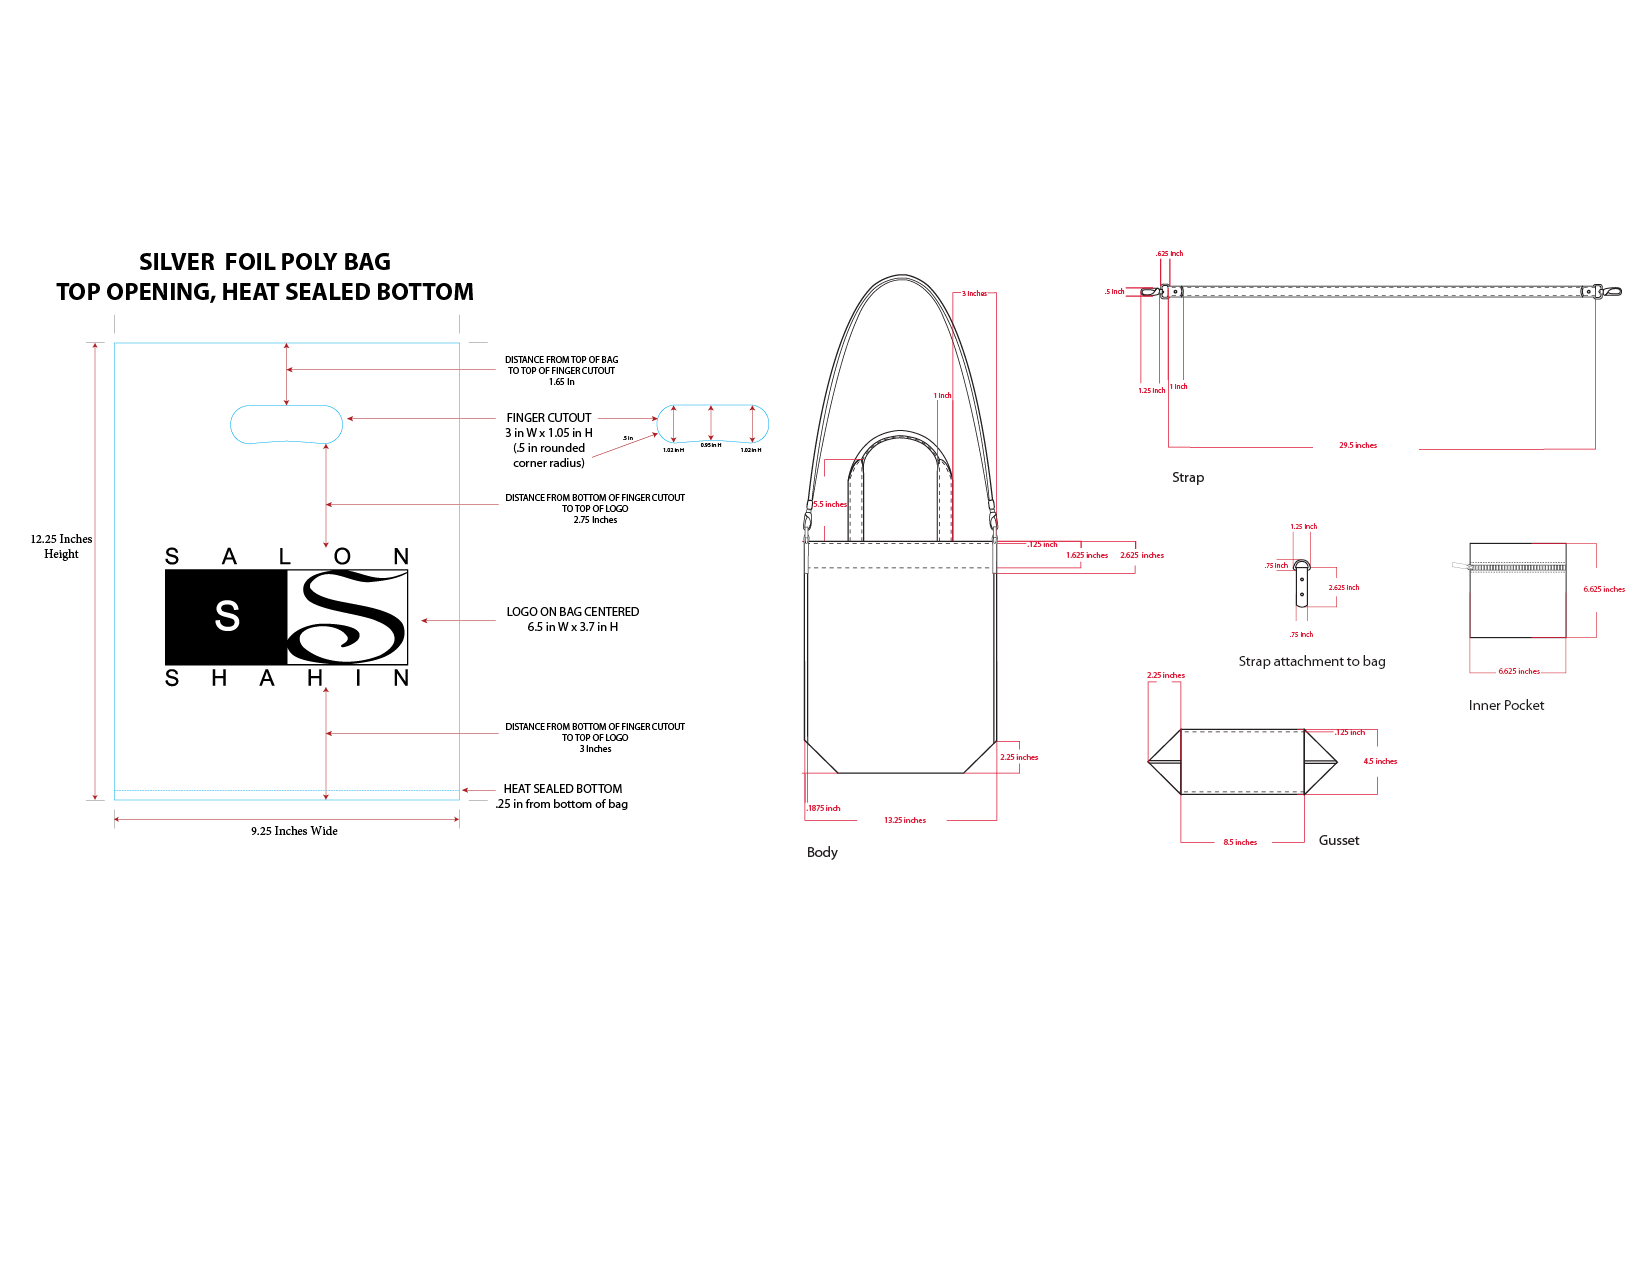 SILVER  FOIL POLY BAG
TOP OPENING, HEAT SEALED BOTTOM
DISTANCE FROM TOP OF BAG
TO TOP OF FINGER CUTOUT
1.65 In
FINGER CUTOUT
3 in W x 1.05 in H
(.5 in rounded
corner radius)
.5 in
1.02 in H
0.95 in H
1.02 in H
DISTANCE FROM BOTTOM OF FINGER CUTOUT
TO TOP OF LOGO
2.75 Inches
12.25 Inches
Height
S A L O N
S S
S H A H I N
LOGO ON BAG CENTERED
6.5 in W x 3.7 in H
DISTANCE FROM BOTTOM OF FINGER CUTOUT
TO TOP OF LOGO
3 Inches
HEAT SEALED BOTTOM
.25 in from bottom of bag
9.25 Inches Wide
3 inches
1 inch
5.5 inches
.125 inch
1.625 inches
2.625 inches
2.25 inches
.1875 inch
13.25 inches
Body
.625 inch
.5 inch
1.25 inch
1 inch
29.5 inches
Strap
1.25 inch
.75 inch
2.625 inch
.75 inch
Strap attachment to bag
6.625 inches
6.625 inches
Inner Pocket
2.25 inches
.125 inch
4.5 inches
8.5 inches
Gusset